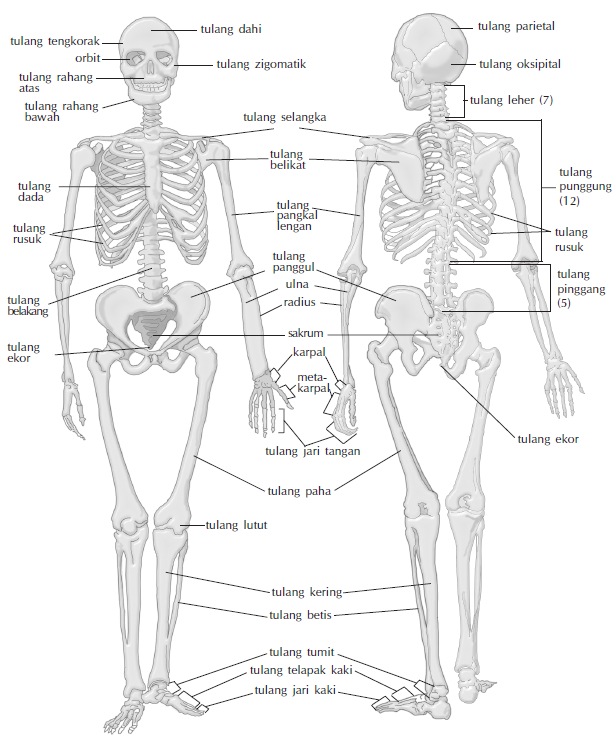 tulang dahi
tulang tengkorak
orbit
tulang zigomatik
tulang rahang
atas
tulang rahang
bawah
tulang selangka
tulang
belikat
tulang
dada
tulang
pangkal
lengan
tulang
rusuk
tulang
panggul
ulna
radius
tulang
belakang
sakrum
tulang
ekor
karpal
meta-
karpal
tulang jari tangan
tulang paha
tulang lutut
tulang kering
tulang betis
tulang tumit
tulang telapak kaki
tulang jari kaki
tulang parietal
tulang oksipital
tulang leher (7)
tulang
punggung
(12)
tulang
rusuk
tulang
pinggang
(5)
tulang ekor